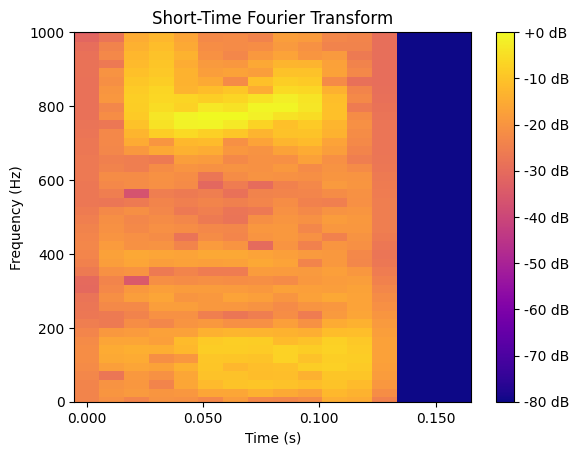 Short-Time Fourier Transform
1000
800
600
400
200
0
Frequency (Hz)
0.000
0.050
0.100
0.150
Time (s)
+0 dB
-10 dB
-20 dB
-30 dB
-40 dB
-50 dB
-60 dB
-70 dB
-80 dB